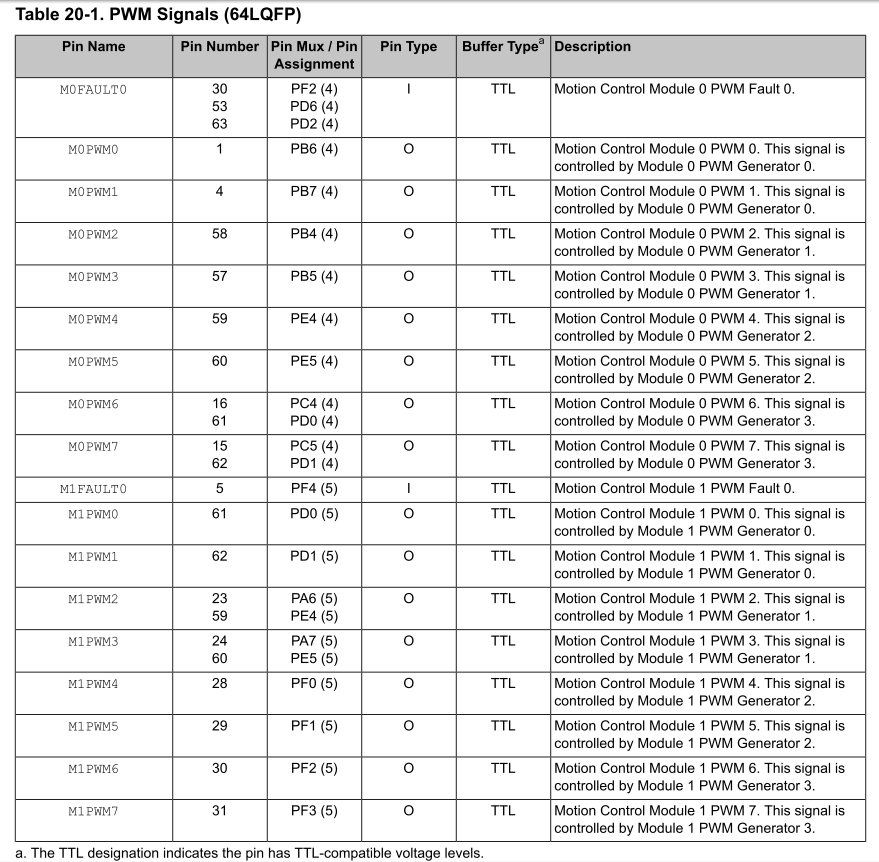 Table 20-1. PWM Signals (64LQFP)
Pin Name Pin Number Pin Mux / Pin Assignment Pin Type Buffer Typeᵃ Description
M0FAULT0 30 PF2 (4) I TTL Motion Control Module 0 PWM Fault 0.
53 PD6 (4)
63 PD2 (4)
M0PWM0 1 PB6 (4) O TTL Motion Control Module 0 PWM 0. This signal is
controlled by Module 0 PWM Generator 0.
M0PWM1 4 PB7 (4) O TTL Motion Control Module 0 PWM 1. This signal is
controlled by Module 0 PWM Generator 0.
M0PWM2 58 PB4 (4) O TTL Motion Control Module 0 PWM 2. This signal is
controlled by Module 0 PWM Generator 1.
M0PWM3 57 PB5 (4) O TTL Motion Control Module 0 PWM 3. This signal is
controlled by Module 0 PWM Generator 1.
M0PWM4 59 PE4 (4) O TTL Motion Control Module 0 PWM 4. This signal is
controlled by Module 0 PWM Generator 2.
M0PWM5 60 PE5 (4) O TTL Motion Control Module 0 PWM 5. This signal is
controlled by Module 0 PWM Generator 2.
M0PWM6 16 PC4 (4) O TTL Motion Control Module 0 PWM 6. This signal is
61 PD0 (4) controlled by Module 0 PWM Generator 3.
M0PWM7 15 PC5 (4) O TTL Motion Control Module 0 PWM 7. This signal is
62 PD1 (4) controlled by Module 0 PWM Generator 3.
M1FAULT0 5 PF4 (5) I TTL Motion Control Module 1 PWM Fault 0.
M1PWM0 61 PD0 (5) O TTL Motion Control Module 1 PWM 0. This signal is
controlled by Module 1 PWM Generator 0.
M1PWM1 62 PD1 (5) O TTL Motion Control Module 1 PWM 1. This signal is
controlled by Module 1 PWM Generator 0.
M1PWM2 23 PA6 (5) O TTL Motion Control Module 1 PWM 2. This signal is
59 PE4 (5) controlled by Module 1 PWM Generator 1.
M1PWM3 24 PA7 (5) O TTL Motion Control Module 1 PWM 3. This signal is
60 PE5 (5) controlled by Module 1 PWM Generator 1.
M1PWM4 28 PF0 (5) O TTL Motion Control Module 1 PWM 4. This signal is
controlled by Module 1 PWM Generator 2.
M1PWM5 29 PF1 (5) O TTL Motion Control Module 1 PWM 5. This signal is
controlled by Module 1 PWM Generator 2.
M1PWM6 30 PF2 (5) O TTL Motion Control Module 1 PWM 6. This signal is
controlled by Module 1 PWM Generator 3.
M1PWM7 31 PF3 (5) O TTL Motion Control Module 1 PWM 7. This signal is
controlled by Module 1 PWM Generator 3.
a. The TTL designation indicates the pin has TTL-compatible voltage levels.